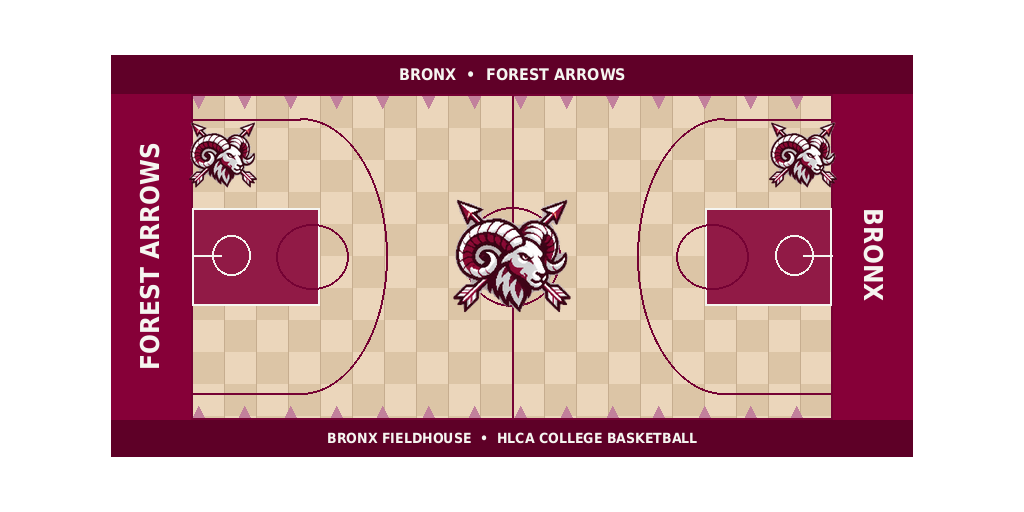 BRONX • FOREST ARROWS
FOREST ARROWS
BRONX
BRONX FIELDHOUSE • HLCA COLLEGE BASKETBALL